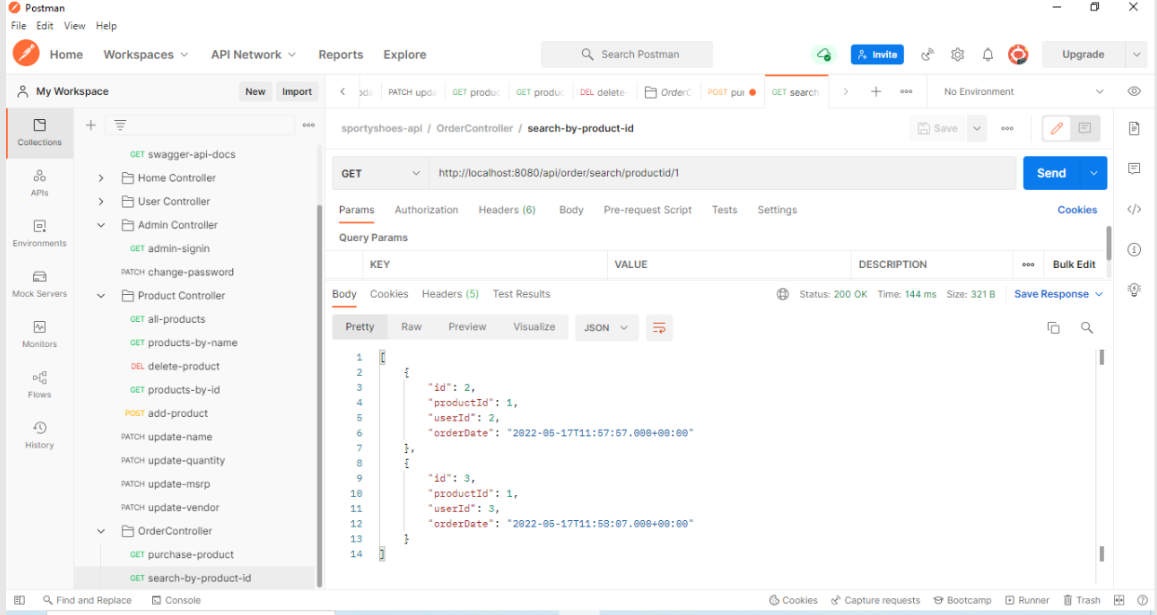 Postman
File Edit View Help
Home Workspaces API Network Reports Explore Search Postman Invite Upgrade
My Workspace New Import PATCH upda GET produc GET produc DEL delete- OrderC POST pur GET search No Environment
Collections
APIs
Environments
Mock Servers
Monitors
Flows
History
GET swagger-api-docs
Home Controller
User Controller
Admin Controller
GET admin-signin
PATCH change-password
Product Controller
GET all-products
GET products-by-name
DEL delete-product
GET products-by-id
POST add-product
PATCH update-name
PATCH update-quantity
PATCH update-msrp
PATCH update-vendor
OrderController
GET purchase-product
GET search-by-product-id
sportyshoes-api / OrderController / search-by-product-id Save
GET http://localhost:8080/api/order/search/productid/1 Send
Params Authorization Headers (6) Body Pre-request Script Tests Settings Cookies
Query Params
KEY VALUE DESCRIPTION Bulk Edit
Body Cookies Headers (5) Test Results Status: 200 OK Time: 144 ms Size: 321 B Save Response
Pretty Raw Preview Visualize JSON
1 [
2 {
3 "id": 2,
4 "productId": 1,
5 "userId": 2,
6 "orderDate": "2022-05-17T11:57:57.000+00:00"
7 },
8 {
9 "id": 3,
10 "productId": 1,
11 "userId": 3,
12 "orderDate": "2022-05-17T11:58:07.000+00:00"
13 }
14 ]
Find and Replace Console Cookies Capture requests Bootcamp Runner Trash